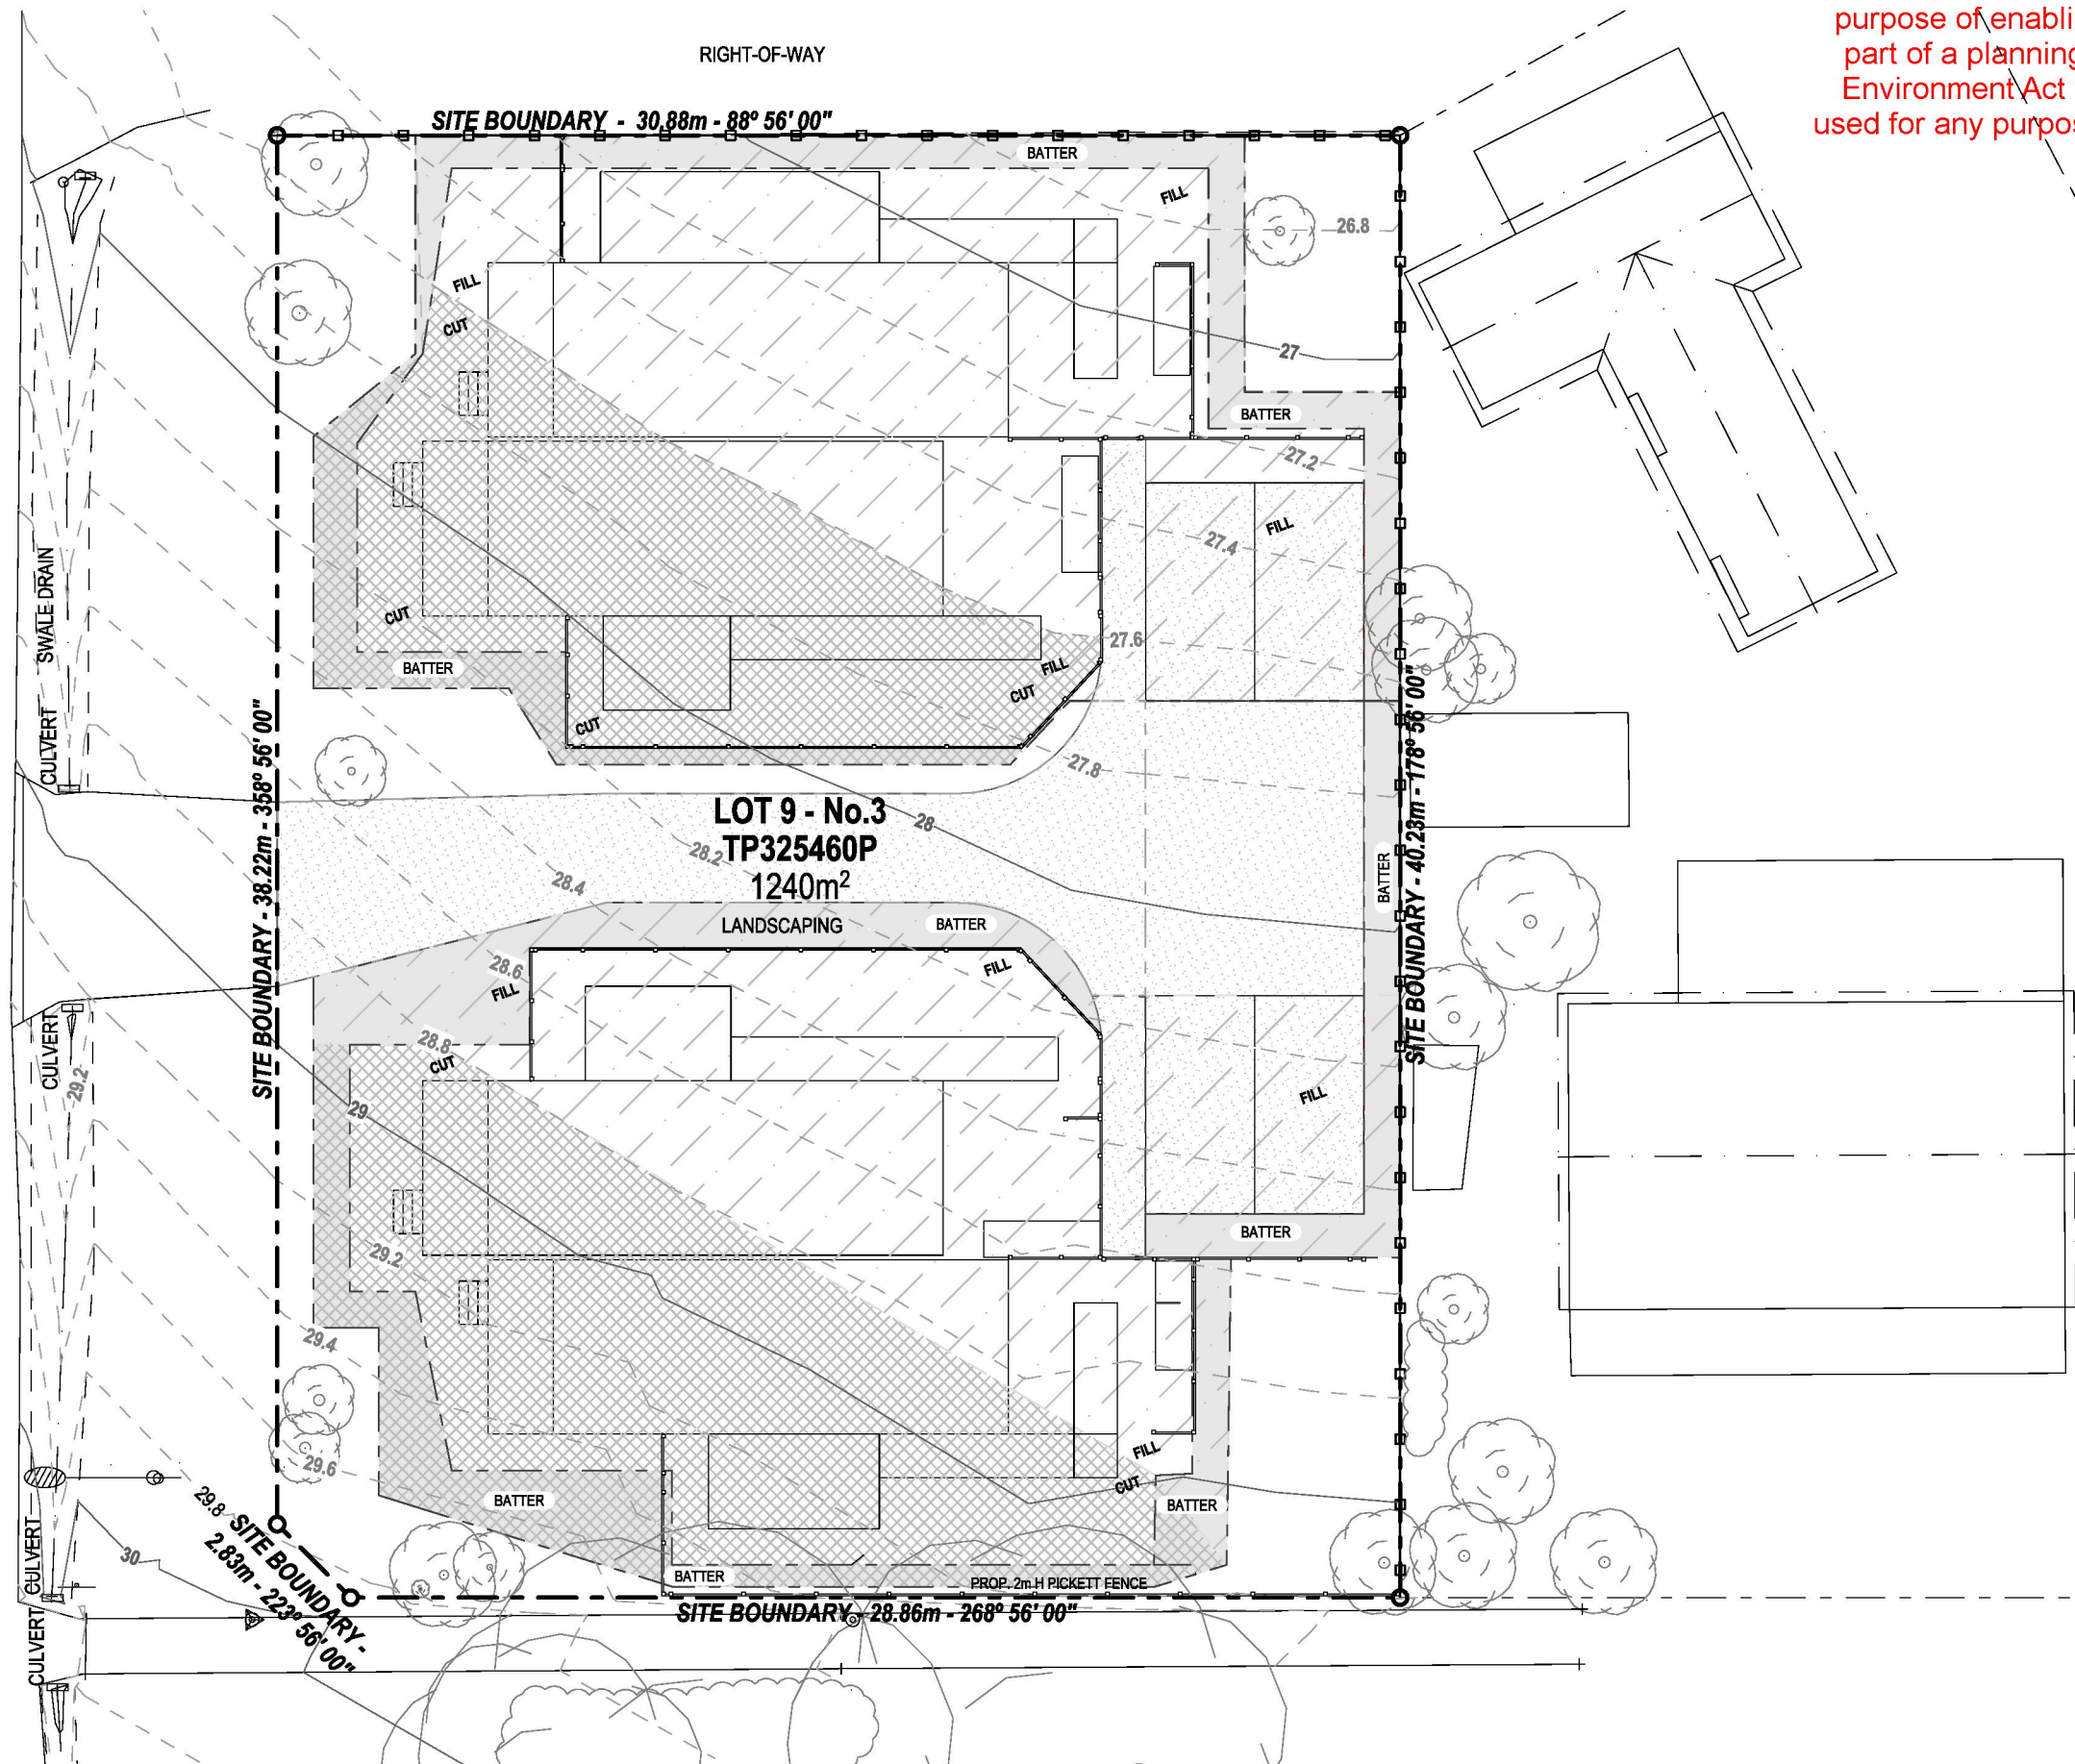 purpose of enabli
part of a planning
Environment Act
used for any purpos
RIGHT-OF-WAY
SITE BOUNDARY - 30.88m - 88° 56' 00"
BATTER
FILL
26.8
FILL
CUT
27
BATTER
27.2
FILL
27.4
SWALE DRAIN
CUT
BATTER
27.6
FILL
CUT
CUT
CULVERT
27.8
SITE BOUNDARY - 38.22m - 358° 56' 00"
SITE BOUNDARY - 40.23m - 178° 56' 00"
LOT 9 - No.3
TP325460P
1240m²
28
28.2
28.4
BATTER
LANDSCAPING
BATTER
28.6
FILL
FILL
CULVERT
29.2
28.8
CUT
FILL
29
BATTER
29.2
29.4
29.6
FILL
CUT
BATTER
BATTER
29.8
SITE BOUNDARY -
2.83m - 223° 56' 00"
30
CULVERT
BATTER
PROP. 2m H PICKETT FENCE
SITE BOUNDARY - 28.86m - 268° 56' 00"
CULVERT